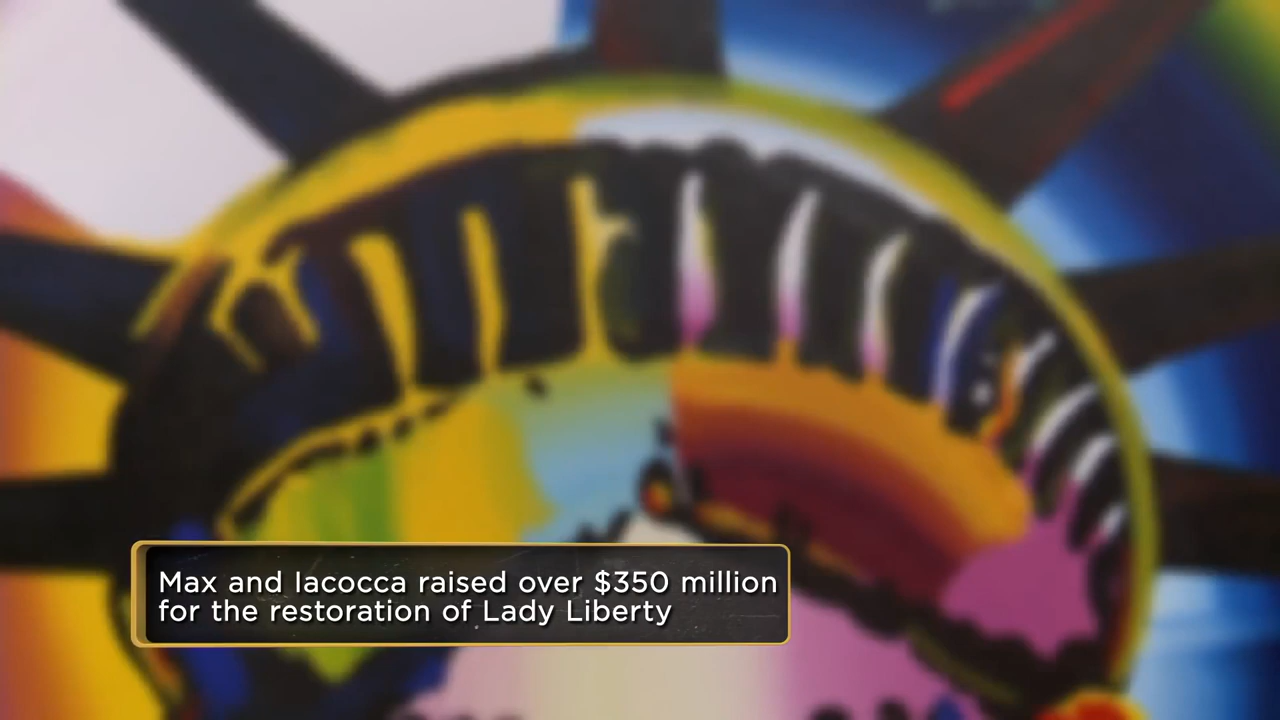 Max and Iacocca raised over $350 million
for the restoration of Lady Liberty